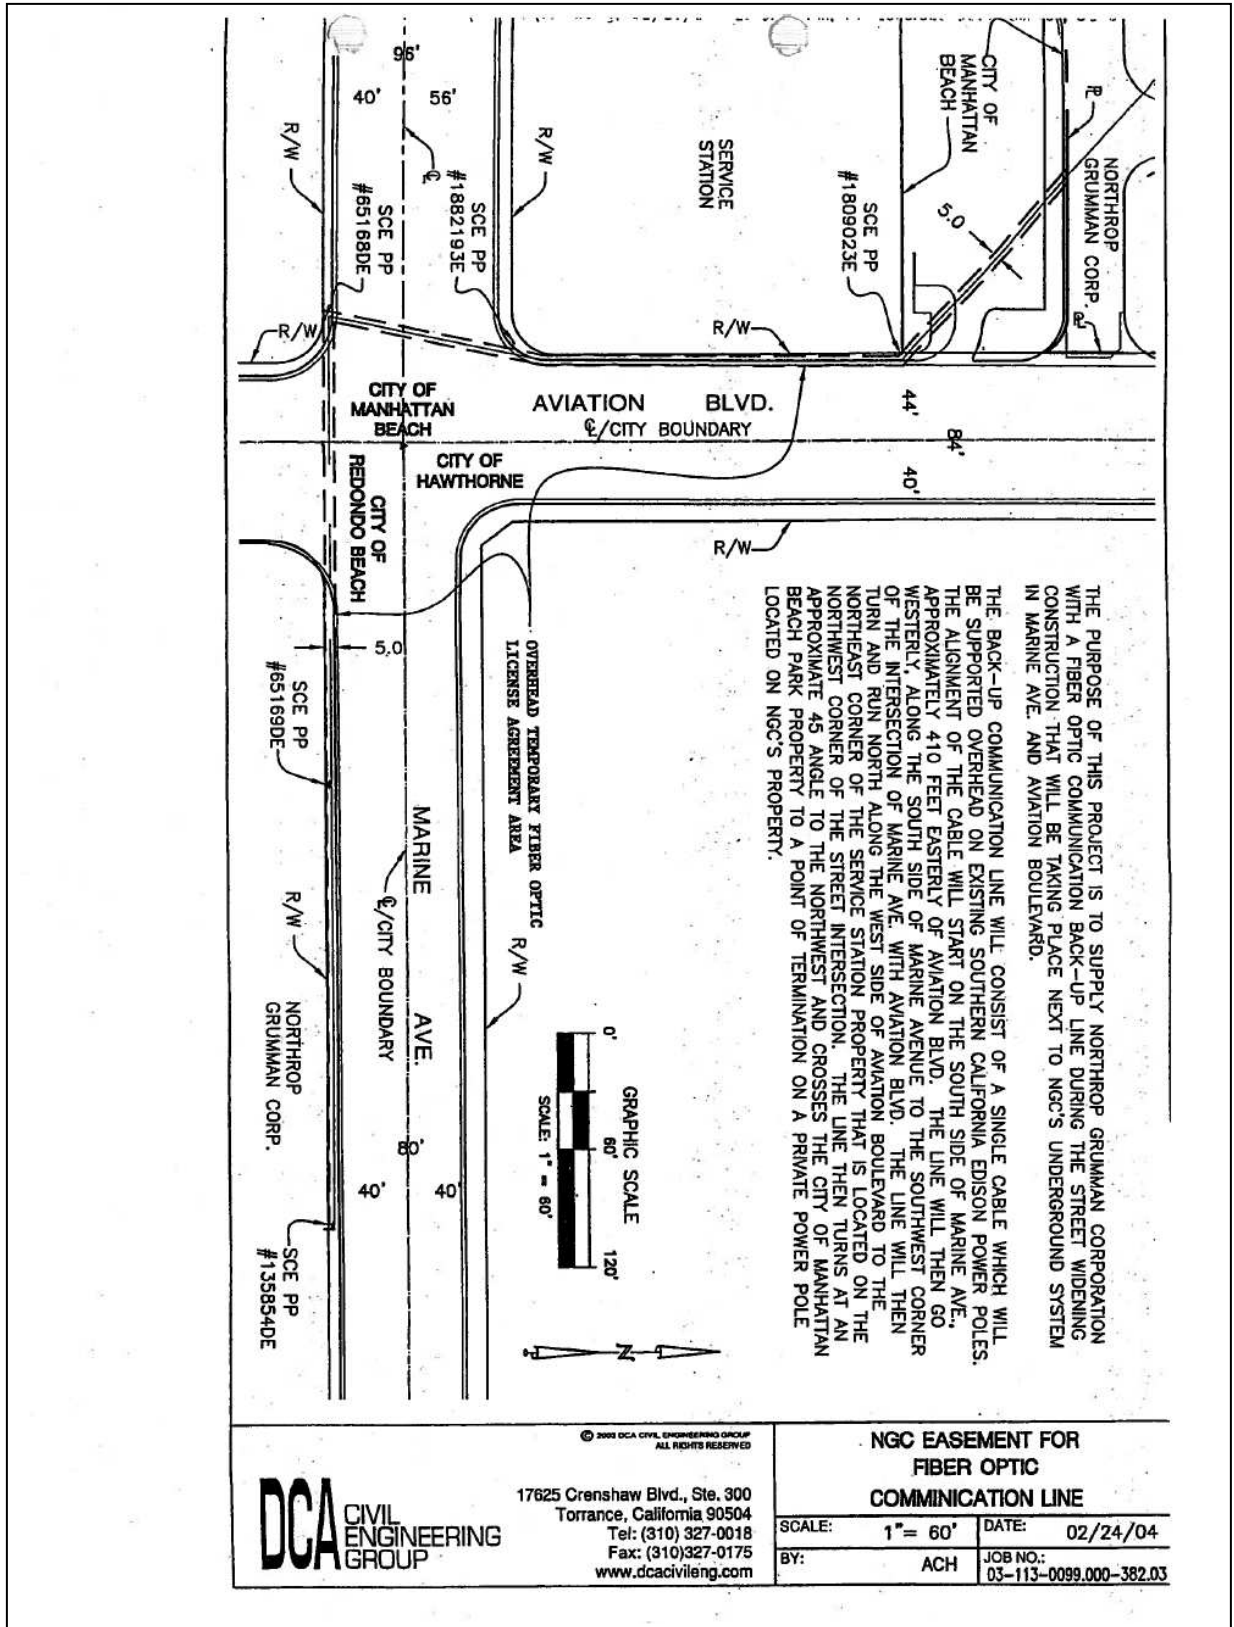 96'
40'
56'
R/W
℄
SCE PP
#65168DE
SCE PP
#1882193E
R/W
SERVICE
STATION
SCE PP
#1809023E
CITY OF
MANHATTAN
BEACH
5.0
℄
NORTHROP
GRUMMAN CORP.
℄
R/W
R/W
CITY OF
MANHATTAN
BEACH
AVIATION BLVD.
℄/CITY BOUNDARY
44'
84'
40'
CITY OF
HAWTHORNE
CITY OF
REDONDO BEACH
R/W
5.0
SCE PP
#65169DE
OVERHEAD TEMPORARY FIBER OPTIC
LICENSE AGREEMENT AREA
R/W
MARINE AVE.
℄/CITY BOUNDARY
R/W
NORTHROP
GRUMMAN CORP.
80'
40'
40'
SCE PP
#135854DE
THE PURPOSE OF THIS PROJECT IS TO SUPPLY NORTHROP GRUMMAN CORPORATION
WITH A FIBER OPTIC COMMUNICATION BACK-UP LINE DURING THE STREET WIDENING
CONSTRUCTION THAT WILL BE TAKING PLACE NEXT TO NGC'S UNDERGROUND SYSTEM
IN MARINE AVE. AND AVIATION BOULEVARD.
THE BACK-UP COMMUNICATION LINE WILL CONSIST OF A SINGLE CABLE WHICH WILL
BE SUPPORTED OVERHEAD ON EXISTING SOUTHERN CALIFORNIA EDISON POWER POLES.
THE ALIGNMENT OF THE CABLE WILL START ON THE SOUTH SIDE OF MARINE AVE.,
APPROXIMATELY 410 FEET EASTERLY OF AVIATION BLVD. THE LINE WILL THEN GO
WESTERLY, ALONG THE SOUTH SIDE OF MARINE AVENUE TO THE SOUTHWEST CORNER
OF THE INTERSECTION OF MARINE AVE. WITH AVIATION BLVD. THE LINE WILL THEN
TURN AND RUN NORTH ALONG THE WEST SIDE OF AVIATION BOULEVARD TO THE
NORTHEAST CORNER OF THE SERVICE STATION PROPERTY THAT IS LOCATED ON THE
NORTHWEST CORNER OF THE STREET INTERSECTION. THE LINE THEN TURNS AT AN
APPROXIMATE 45 ANGLE TO THE NORTHWEST AND CROSSES THE CITY OF MANHATTAN
BEACH PARK PROPERTY TO A POINT OF TERMINATION ON A PRIVATE POWER POLE
LOCATED ON NGC'S PROPERTY.
GRAPHIC SCALE
0' 60' 120'
SCALE: 1" = 60'
N
© 2003 DCA CIVIL ENGINEERING GROUP
ALL RIGHTS RESERVED
DCA CIVIL
ENGINEERING
GROUP
17625 Crenshaw Blvd., Ste. 300
Torrance, California 90504
Tel: (310) 327-0018
Fax: (310)327-0175
www.dcacivileng.com
NGC EASEMENT FOR
FIBER OPTIC
COMMINICATION LINE
SCALE: 1"= 60' DATE: 02/24/04
BY: ACH JOB NO.:
03-113-0099.000-382.03